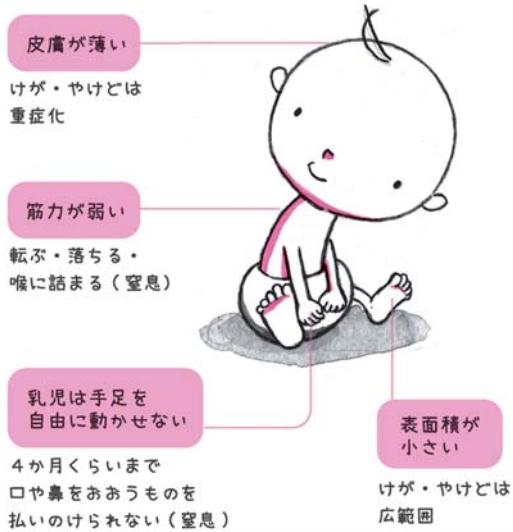 皮膚が薄い
けが・やけどは
重症化
筋力が弱い
転ぶ・落ちる・
喉に詰まる(窒息)
乳児は手足を
自由に動かせない
4か月くらいまで
口や鼻をおおうものを
払いのけられない(窒息)
表面積が
小さい
けが・やけどは
広範囲